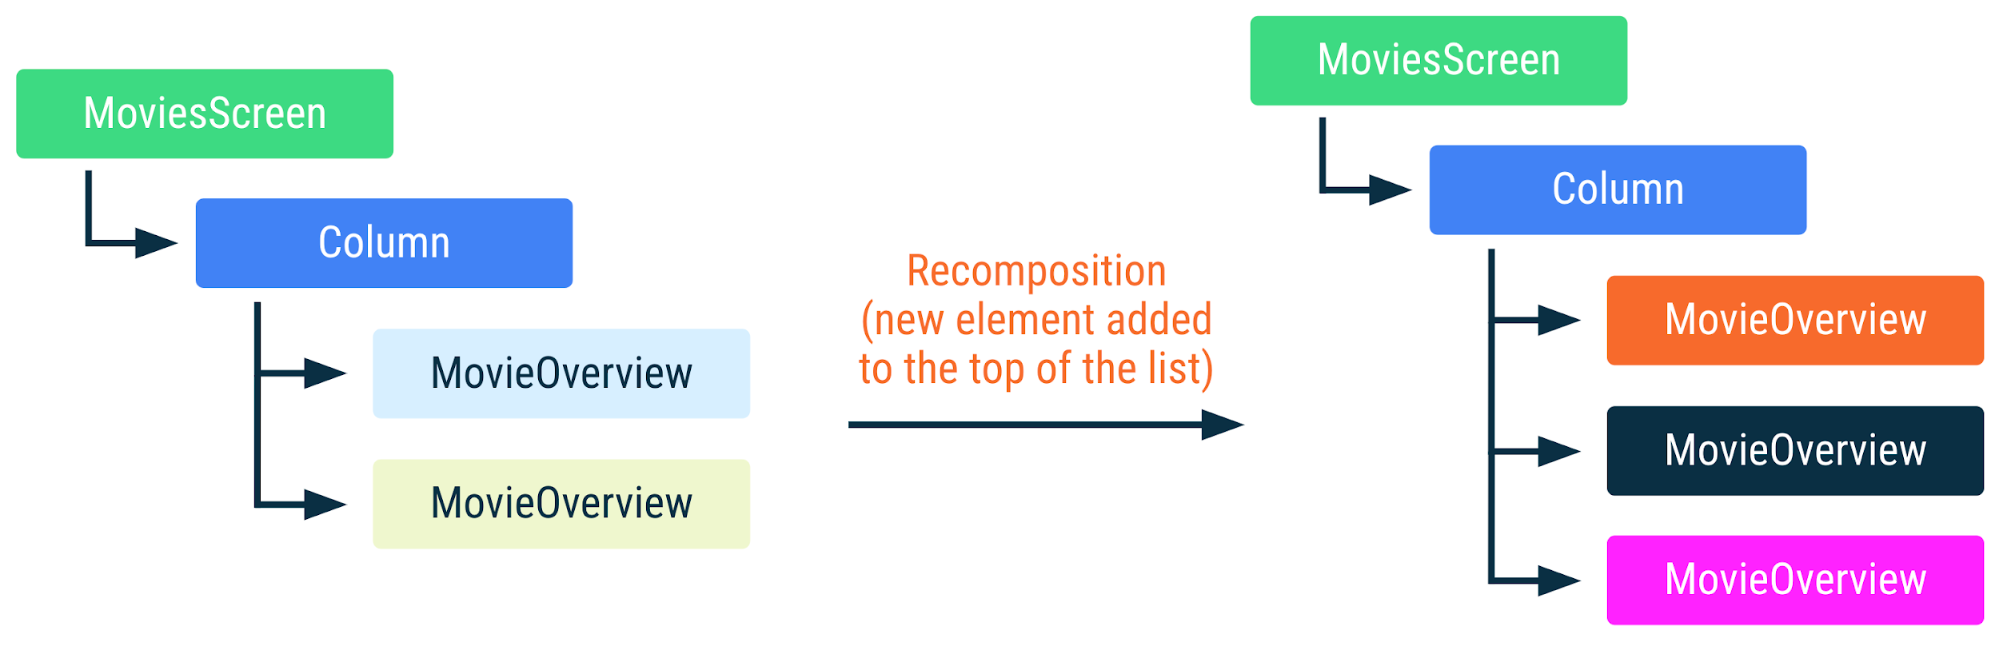 MoviesScreen
Column
MovieOverview
MovieOverview
Recomposition
(new element added
to the top of the list)
MoviesScreen
Column
MovieOverview
MovieOverview
MovieOverview